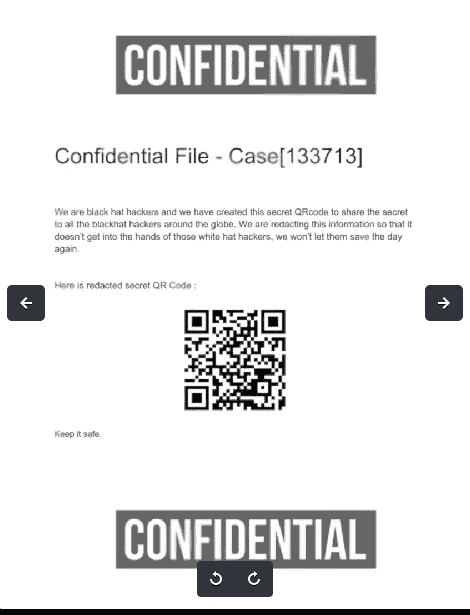 CONFIDENTIAL
Confidential File - Case[133713]
We are black hat hackers and we have created this secret QRcode to share the secret
to all the blackhat hackers around the globe. We are redacting this information so that it
doesn't get into the hands of those white hat hackers, we won't let them save the day
again.
Here is redacted secret QR Code :
Keep it safe.
CONFIDENTIAL